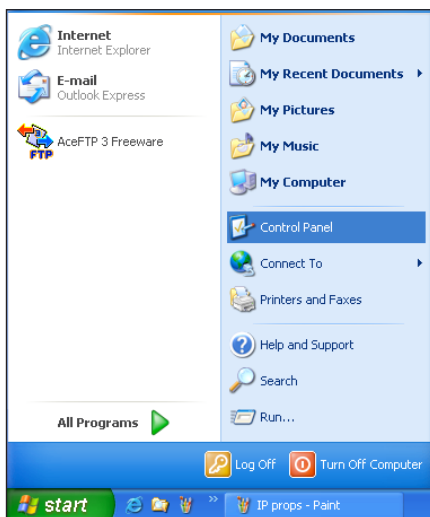 Internet
Internet Explorer
E-mail
Outlook Express
FTP
AceFTP 3 Freeware
All Programs
My Documents
My Recent Documents
My Pictures
My Music
My Computer
Control Panel
Connect To
Printers and Faxes
Help and Support
Search
Run...
Log Off
Turn Off Computer
start
IP props - Paint